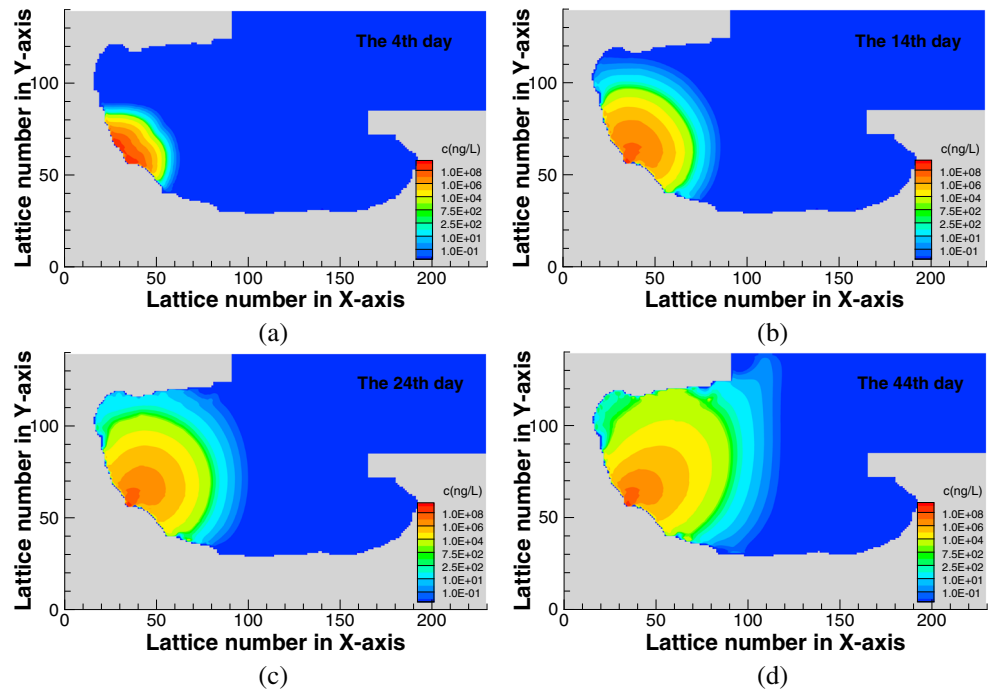 Lattice number in Y-axis
The 4th day
100
50
0
c(ng/L)
1.0E+08
1.0E+06
1.0E+04
7.5E+02
2.5E+02
1.0E+01
1.0E-01
0 50 100 150 200
Lattice number in X-axis
(a)
Lattice number in Y-axis
The 14th day
100
50
0
c(ng/L)
1.0E+08
1.0E+06
1.0E+04
7.5E+02
2.5E+02
1.0E+01
1.0E-01
0 50 100 150 200
Lattice number in X-axis
(b)
Lattice number in Y-axis
The 24th day
100
50
0
c(ng/L)
1.0E+08
1.0E+06
1.0E+04
7.5E+02
2.5E+02
1.0E+01
1.0E-01
0 50 100 150 200
Lattice number in X-axis
(c)
Lattice number in Y-axis
The 44th day
100
50
0
c(ng/L)
1.0E+08
1.0E+06
1.0E+04
7.5E+02
2.5E+02
1.0E+01
1.0E-01
0 50 100 150 200
Lattice number in X-axis
(d)